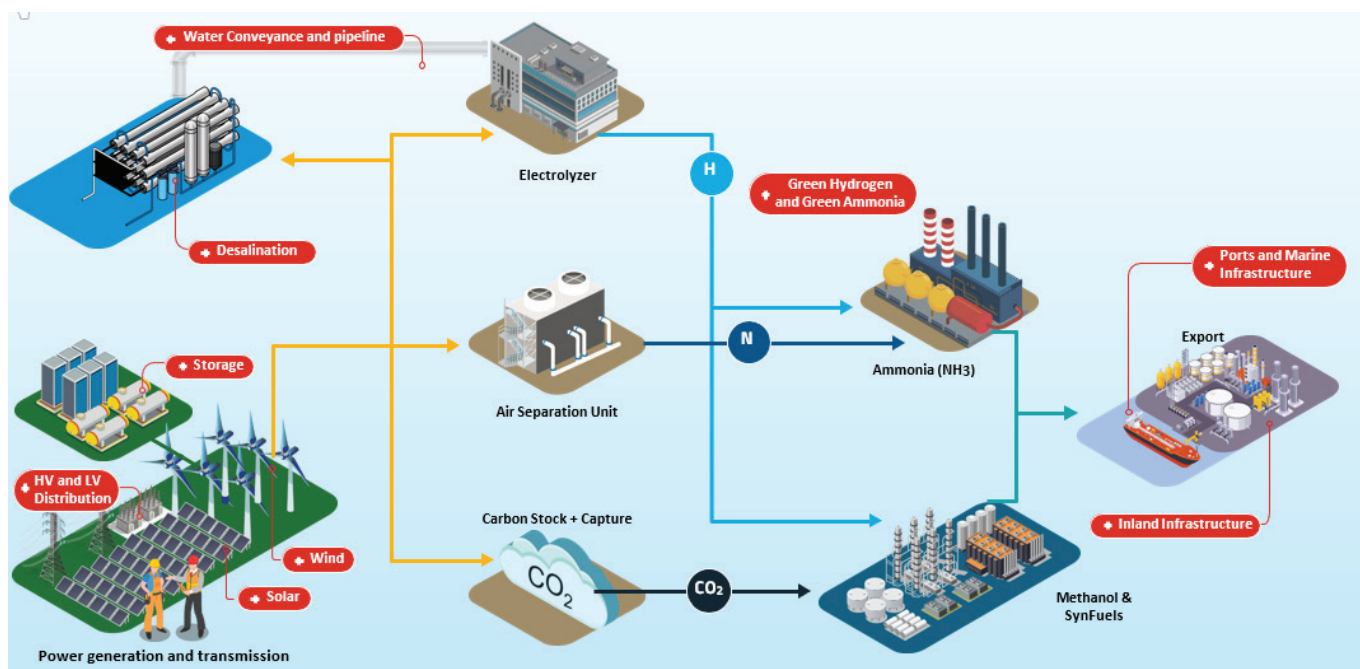 Water Conveyance and pipeline
Electrolyzer
H
Green Hydrogen
and Green Ammonia
Desalination
Ports and Marine
Infrastructure
Export
Storage
N
Ammonia (NH3)
Air Separation Unit
HV and LV
Distribution
Carbon Stock + Capture
Inland Infrastructure
Wind
CO2
CO2
Solar
Methanol &
SynFuels
Power generation and transmission